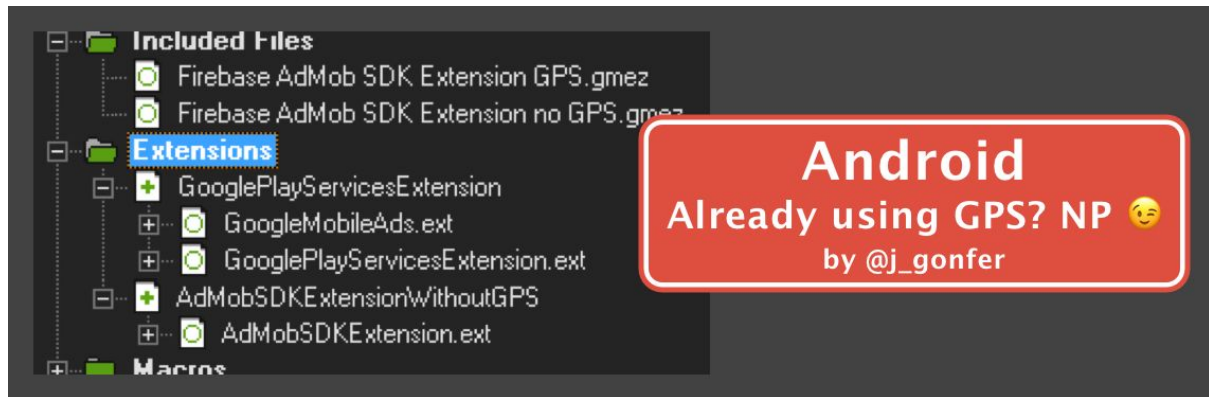 Included Files
Firebase AdMob SDK Extension GPS.gmez
Firebase AdMob SDK Extension no GPS.gmez
Extensions
GooglePlayServicesExtension
GoogleMobileAds.ext
GooglePlayServicesExtension.ext
AdMobSDKExtensionWithoutGPS
AdMobSDKExtension.ext
Macros
Android
Already using GPS? NP 😉
by @j_gonfer